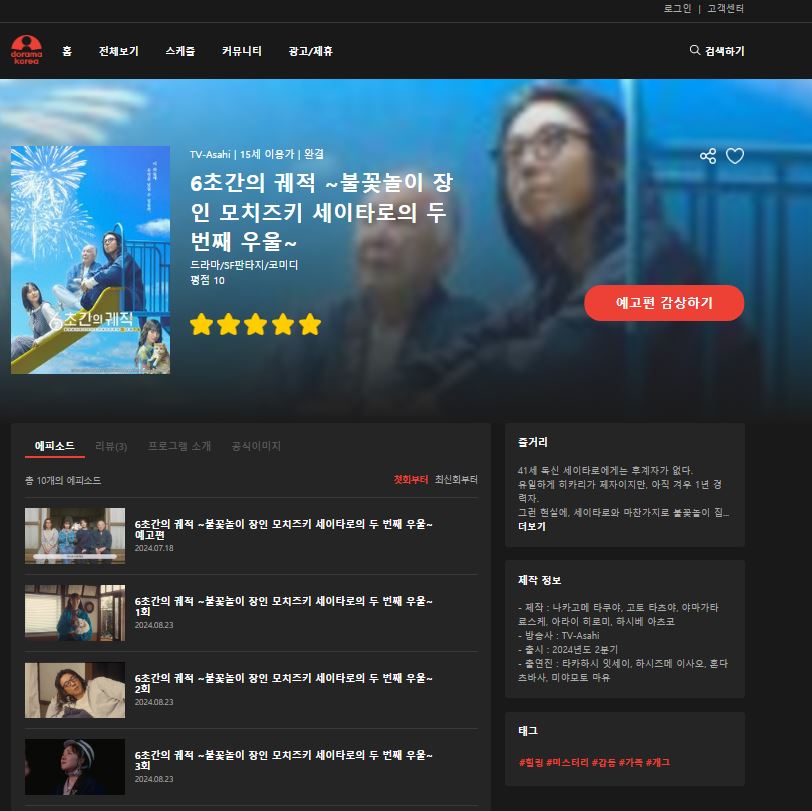 로그인 | 고객센터
dorama
korea
홈 전체보기 스케줄 커뮤니티 광고/제휴
검색하기
TV-Asahi | 15세 이용가 | 완결
6초간의 궤적 ~불꽃놀이 장
인 모치즈키 세이타로의 두
번째 우울~
드라마/SF판타지/코미디
평점 10
6초간의 궤적
예고편 감상하기
에피소드 리뷰(3) 프로그램 소개 공식이미지
총 10개의 에피소드
첫회부터 최신회부터
6초간의 궤적 ~불꽃놀이 장인 모치즈키 세이타로의 두 번째 우울~
예고편
2024.07.18
6초간의 궤적 ~불꽃놀이 장인 모치즈키 세이타로의 두 번째 우울~
1회
2024.08.23
6초간의 궤적 ~불꽃놀이 장인 모치즈키 세이타로의 두 번째 우울~
2회
2024.08.23
6초간의 궤적 ~불꽃놀이 장인 모치즈키 세이타로의 두 번째 우울~
3회
2024.08.23
줄거리
41세 독신 세이타로에게는 후계자가 없다.
유일하게 히카리가 제자이지만, 아직 겨우 1년 경
력자.
그런 현실에, 세이타로와 마찬가지로 불꽃놀이 집...
더보기
제작 정보
- 제작 : 나카고메 타쿠야, 고토 타츠야, 야마가타
료스케, 아라이 히로미, 하시베 아츠코
- 방송사 : TV-Asahi
- 출시 : 2024년도 2분기
- 출연진 : 타카하시 잇세이, 하시즈메 이사오, 혼다
츠바사, 미야모토 마유
태그
#힐링 #미스터리 #감동 #가족 #개그